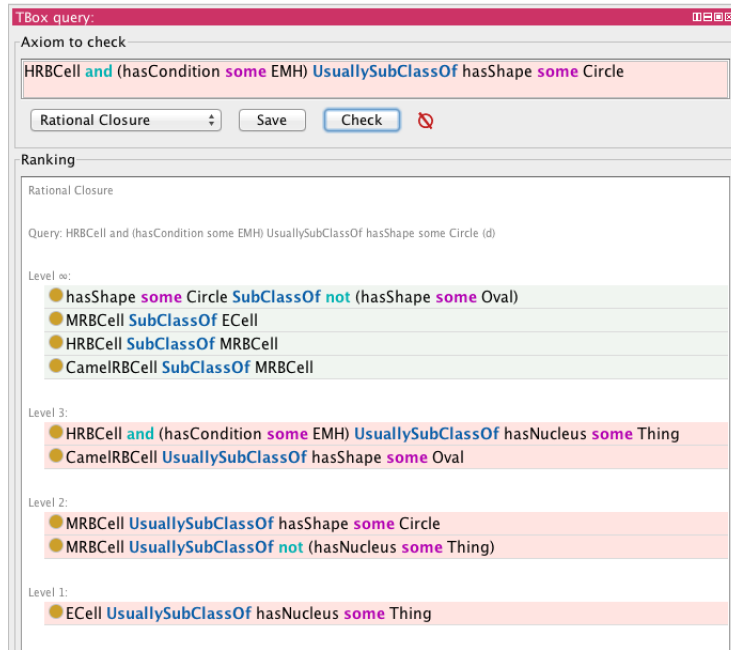 TBox query:
Axiom to check
HRBCell and (hasCondition some EMH) UsuallySubClassOf hasShape some Circle
Rational Closure Save Check
Ranking
Rational Closure
Query: HRBCell and (hasCondition some EMH) UsuallySubClassOf hasShape some Circle (d)
Level ∞:
hasShape some Circle SubClassOf not (hasShape some Oval)
MRBCell SubClassOf ECell
HRBCell SubClassOf MRBCell
CamelRBCell SubClassOf MRBCell
Level 3:
HRBCell and (hasCondition some EMH) UsuallySubClassOf hasNucleus some Thing
CamelRBCell UsuallySubClassOf hasShape some Oval
Level 2:
MRBCell UsuallySubClassOf hasShape some Circle
MRBCell UsuallySubClassOf not (hasNucleus some Thing)
Level 1:
ECell UsuallySubClassOf hasNucleus some Thing